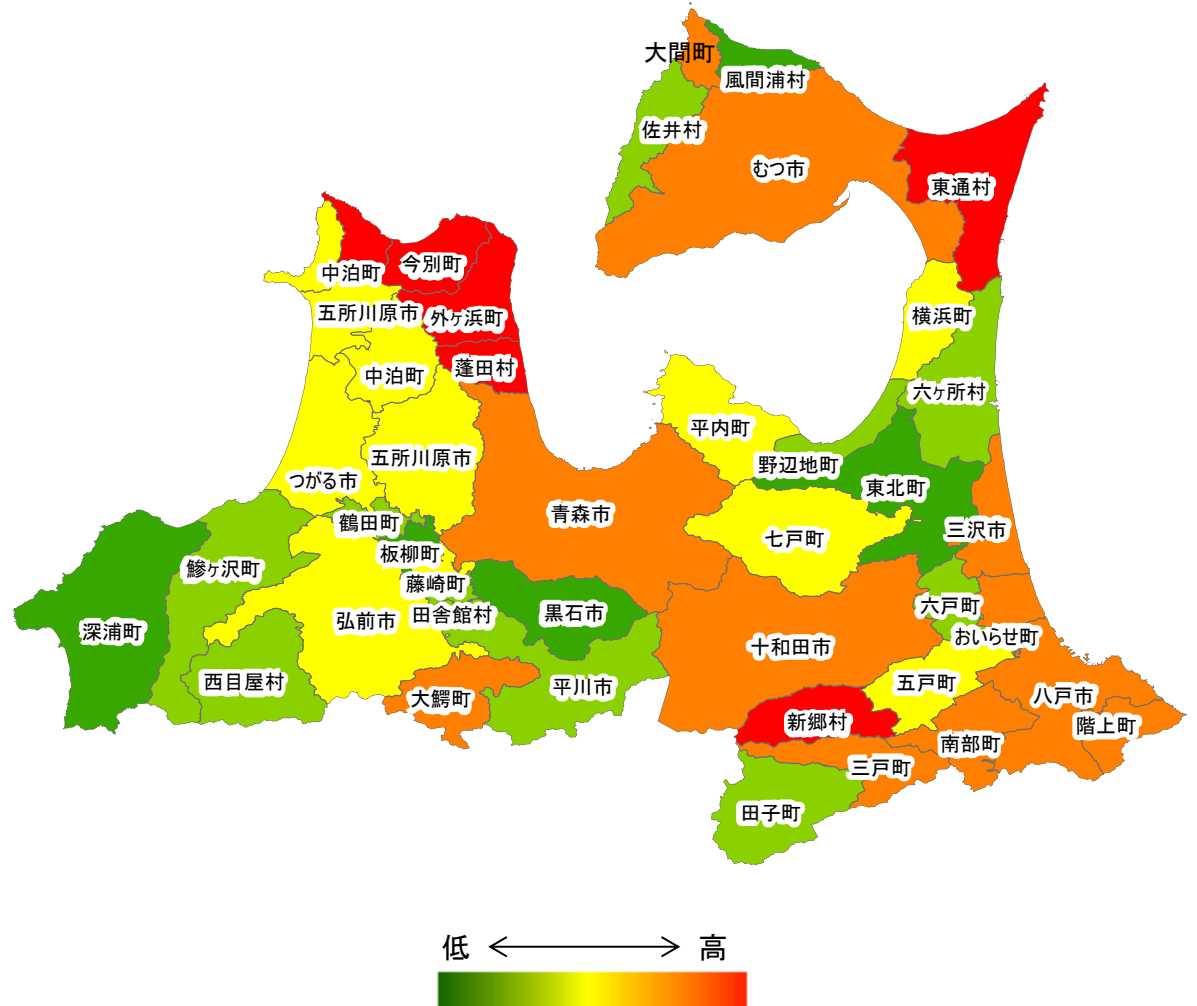 大間町
風間浦村
佐井村
むつ市
東通村
中泊町
今別町
五所川原市
外ヶ浜町
横浜町
蓬田村
中泊町
六ヶ所村
平内町
五所川原市
野辺地町
つがる市
東北町
青森市
鶴田町
三沢市
七戸町
板柳町
鰺ヶ沢町
藤崎町
六戸町
黒石市
田舎館村
弘前市
深浦町
おいらせ町
十和田市
西目屋村
平川市
五戸町
大鰐町
八戸市
新郷村
階上町
南部町
三戸町
田子町
低 高